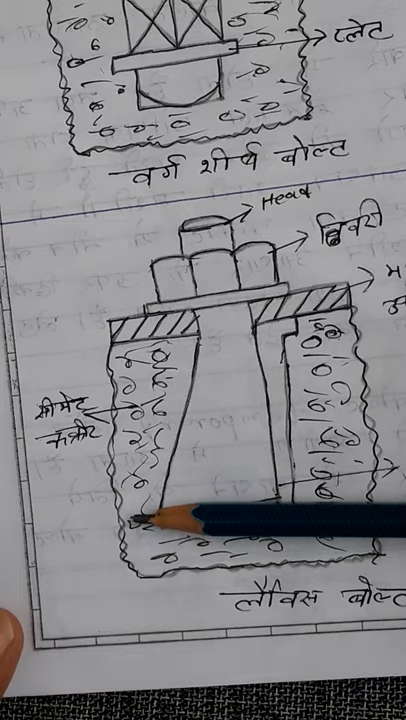 प्लेट
वर्ग शीर्ष बोल्ट
Head
ढिबरी
सीमेंट
कंक्रीट
लैविस बोल्ट